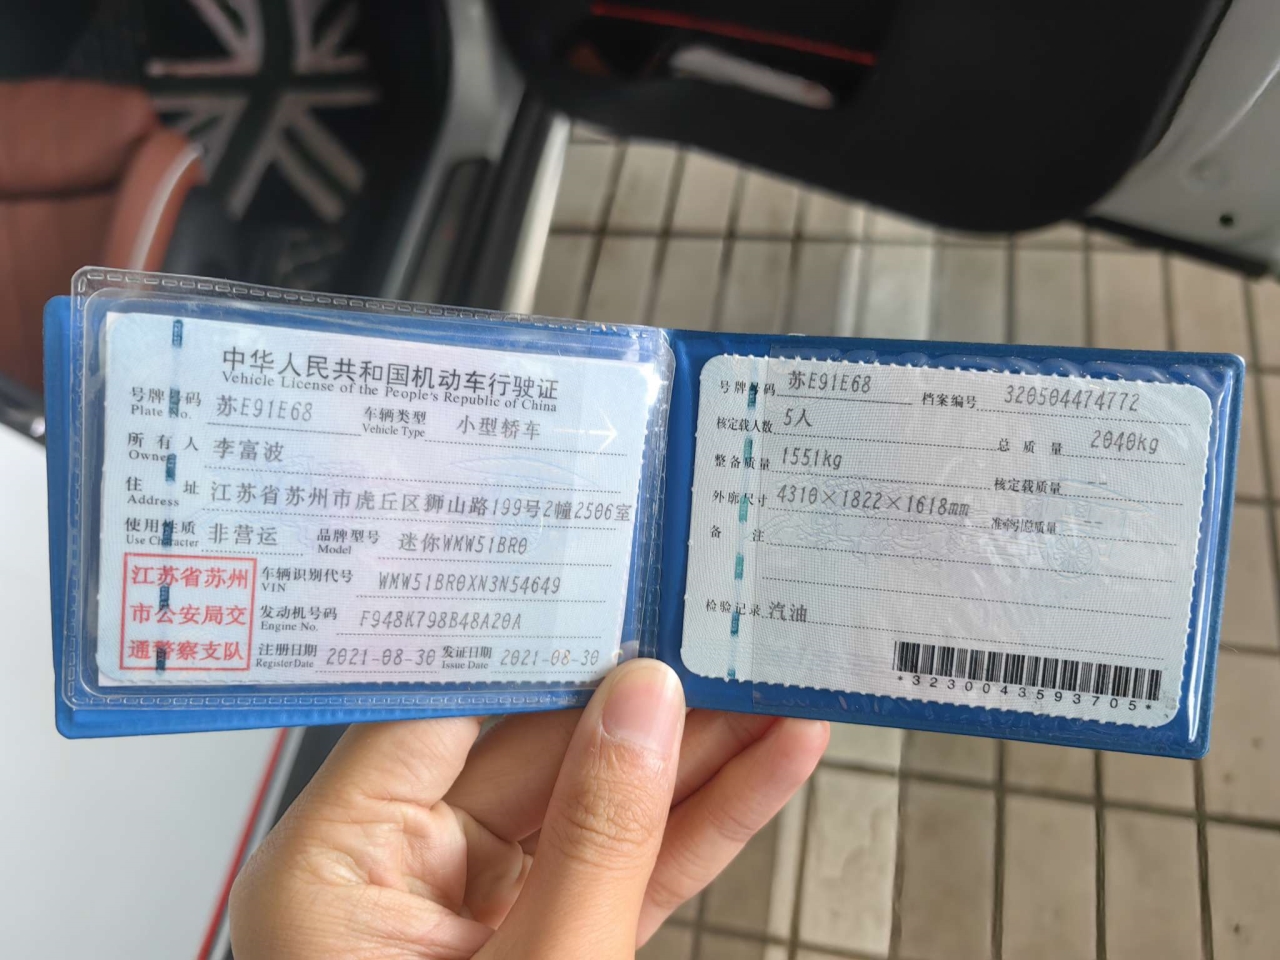 中华人民共和国机动车行驶证
Vehicle License of the People's Republic of China
号牌号码 苏E91E68 车辆类型 小型轿车
Plate No. Vehicle Type
所有人 李富波
Owner
住址 江苏省苏州市虎丘区狮山路199号2幢2506室
Address
使用性质 非营运 品牌型号 迷你WMW51BR0
Use Character Model
江苏省苏州
市公安局交
通警察支队
车辆识别代号 WMW51BR0XN3N54649
VIN
发动机号码 F948K798B48A20A
Engine No.
注册日期 2021-08-30 发证日期 2021-08-30
Register Date Issue Date
号牌号码 苏E91E68 档案编号 320504474772
核定载人数 5人 总质量 2040kg
整备质量 1551kg 核定载质量 --
外廓尺寸 4310×1822×1618mm 准牵引总质量 --
备注
检验记录 汽油
*3230043593705*